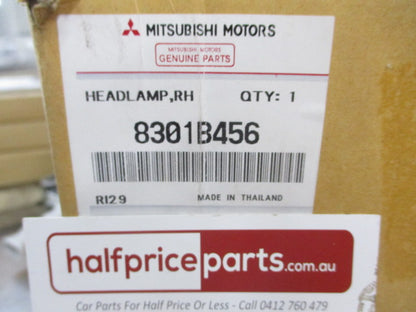 MITSUBISHI MOTORS
MITSUBISHI MOTORS
GENUINE PARTS
HEADLAMP,RH QTY: 1
8301B456
RI29 MADE IN THAILAND
halfpriceparts.com.au
Car Parts For Half Price Or Less - Call 0412 760 479